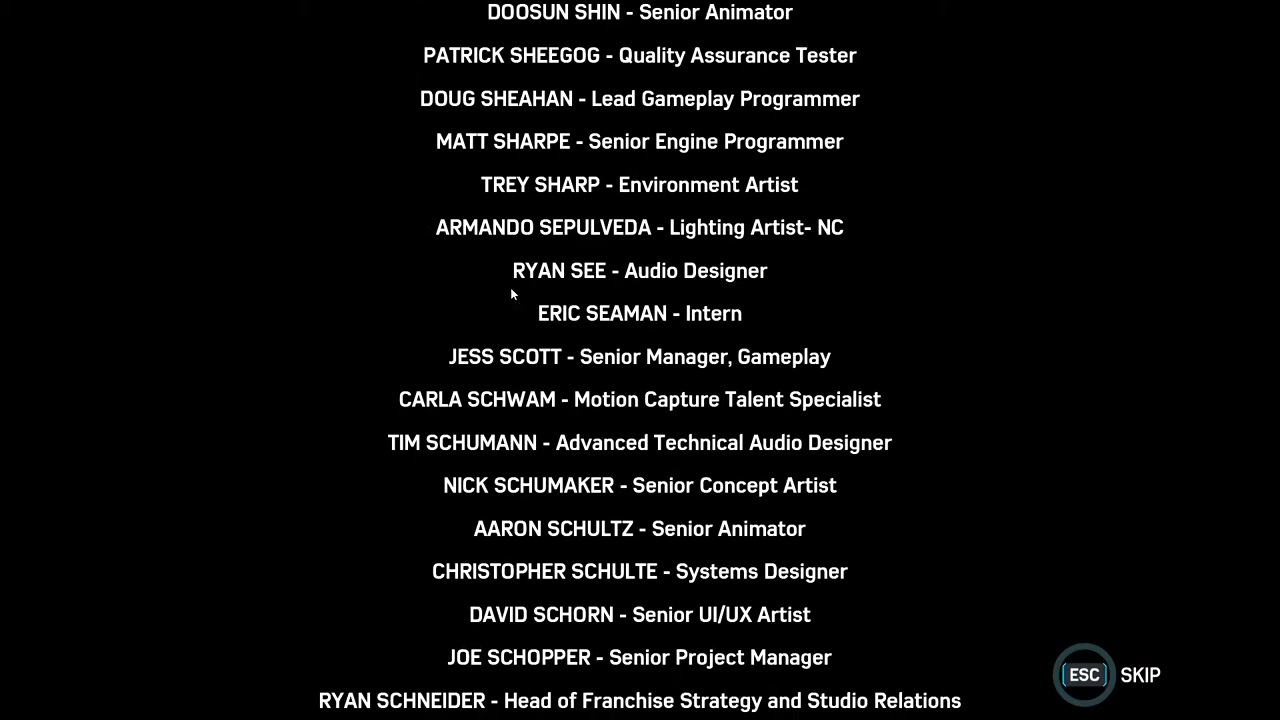 DOOSUN SHIN - Senior Animator
PATRICK SHEEGOG - Quality Assurance Tester
DOUG SHEAHAN - Lead Gameplay Programmer
MATT SHARPE - Senior Engine Programmer
TREY SHARP - Environment Artist
ARMANDO SEPULVEDA - Lighting Artist- NC
RYAN SEE - Audio Designer
ERIC SEAMAN - Intern
JESS SCOTT - Senior Manager, Gameplay
CARLA SCHWAM - Motion Capture Talent Specialist
TIM SCHUMANN - Advanced Technical Audio Designer
NICK SCHUMAKER - Senior Concept Artist
AARON SCHULTZ - Senior Animator
CHRISTOPHER SCHULTE - Systems Designer
DAVID SCHORN - Senior UI/UX Artist
JOE SCHOPPER - Senior Project Manager
ESC SKIP
RYAN SCHNEIDER - Head of Franchise Strategy and Studio Relations